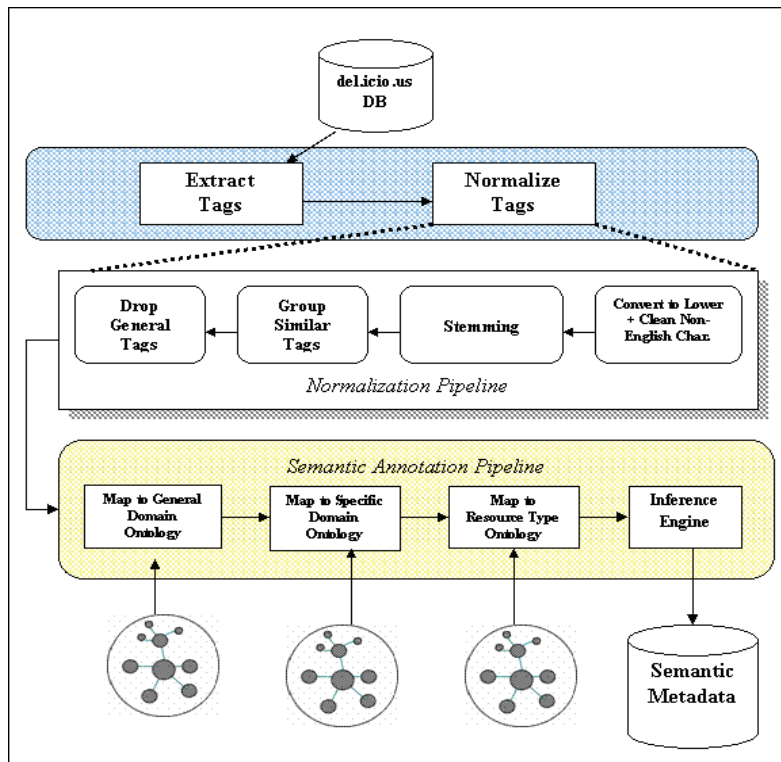 del.icio.us
DB
Extract
Tags
Normalize
Tags
Drop
General
Tags
Group
Similar
Tags
Stemming
Convert to Lower
+ Clean Non-
English Char.
Normalization Pipeline
Semantic Annotation Pipeline
Map to General
Domain
Ontology
Map to Specific
Domain
Ontology
Map to
Resource Type
Ontology
Inference
Engine
Semantic
Metadata